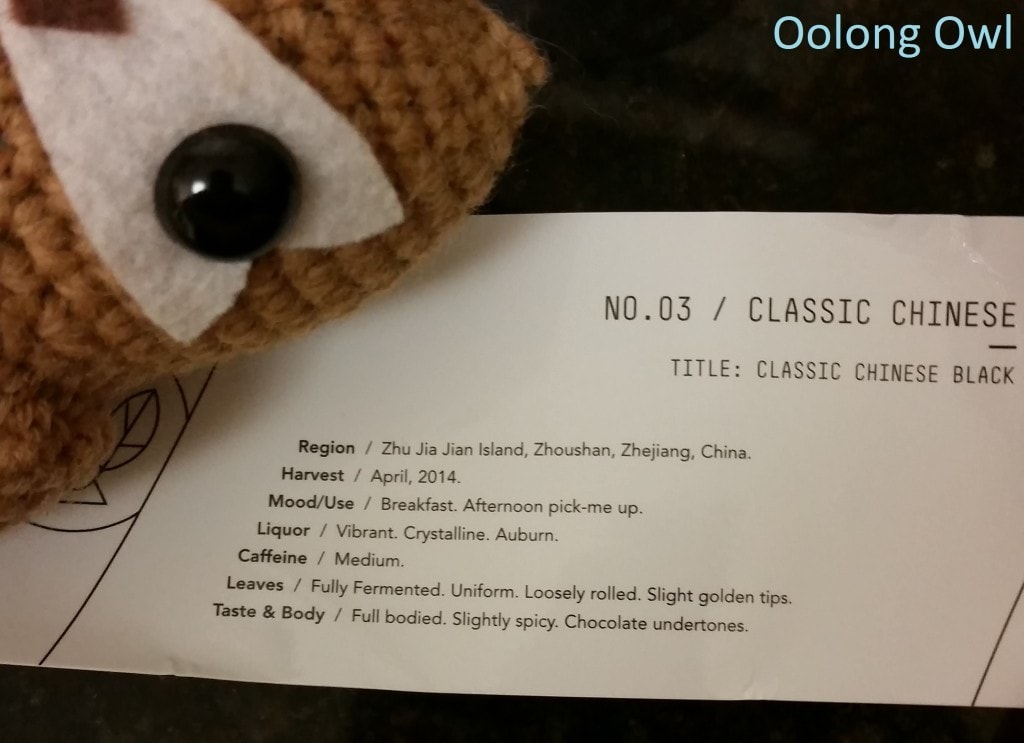 Oolong Owl
NO.03 / CLASSIC CHINESE
TITLE: CLASSIC CHINESE BLACK
Region / Zhu Jia Jian Island, Zhoushan, Zhejiang, China.
Harvest / April, 2014.
Mood/Use / Breakfast. Afternoon pick-me up.
Liquor / Vibrant. Crystalline. Auburn.
Caffeine / Medium.
Leaves / Fully Fermented. Uniform. Loosely rolled. Slight golden tips.
Taste & Body / Full bodied. Slightly spicy. Chocolate undertones.